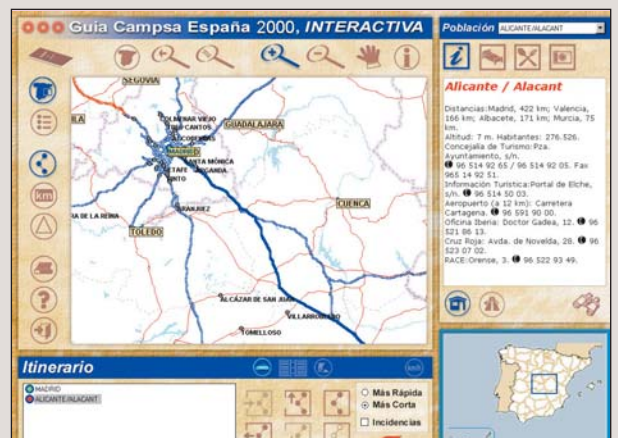 Guia Campsa España 2000, INTERACTIVA
Población ALICANTE/ALACANT
SEGOVIA
COLMENAR VIEJO
TRES CANTOS
ALCOBENDAS
GUADALAJARA
MADRID
SANTA MÓNICA
GETAFE
ARGANDA
PINTO
ARANJUEZ
CUENCA
TOLEDO
ALCÁZAR DE SAN JUAN
VILLARROBLEDO
TOMELLOSO
km
Alicante / Alacant
Distancias:Madrid, 422 km; Valencia,
166 km; Albacete, 171 km; Murcia, 75
km.
Altitud: 7 m. Habitantes: 276.526.
Concejalia de Turismo:Pza.
Ayuntamiento, s/n.
96 514 92 65 / 96 514 92 05. Fax
965 14 92 51.
Información Turística:Portal de Elche,
s/n. 96 514 50 03.
Aeropuerto (a 12 km): Carretera
Cartagena. 96 591 90 00.
Oficina Iberia: Doctor Gadea, 12. 96
521 86 13.
Cruz Roja: Avda. de Novelda, 28. 96
523 07 02.
RACE:Orense, 3. 96 522 93 49.
Itinerario
MADRID
ALICANTE/ALACANT
Más Rápida
Más Corta
Incidencias